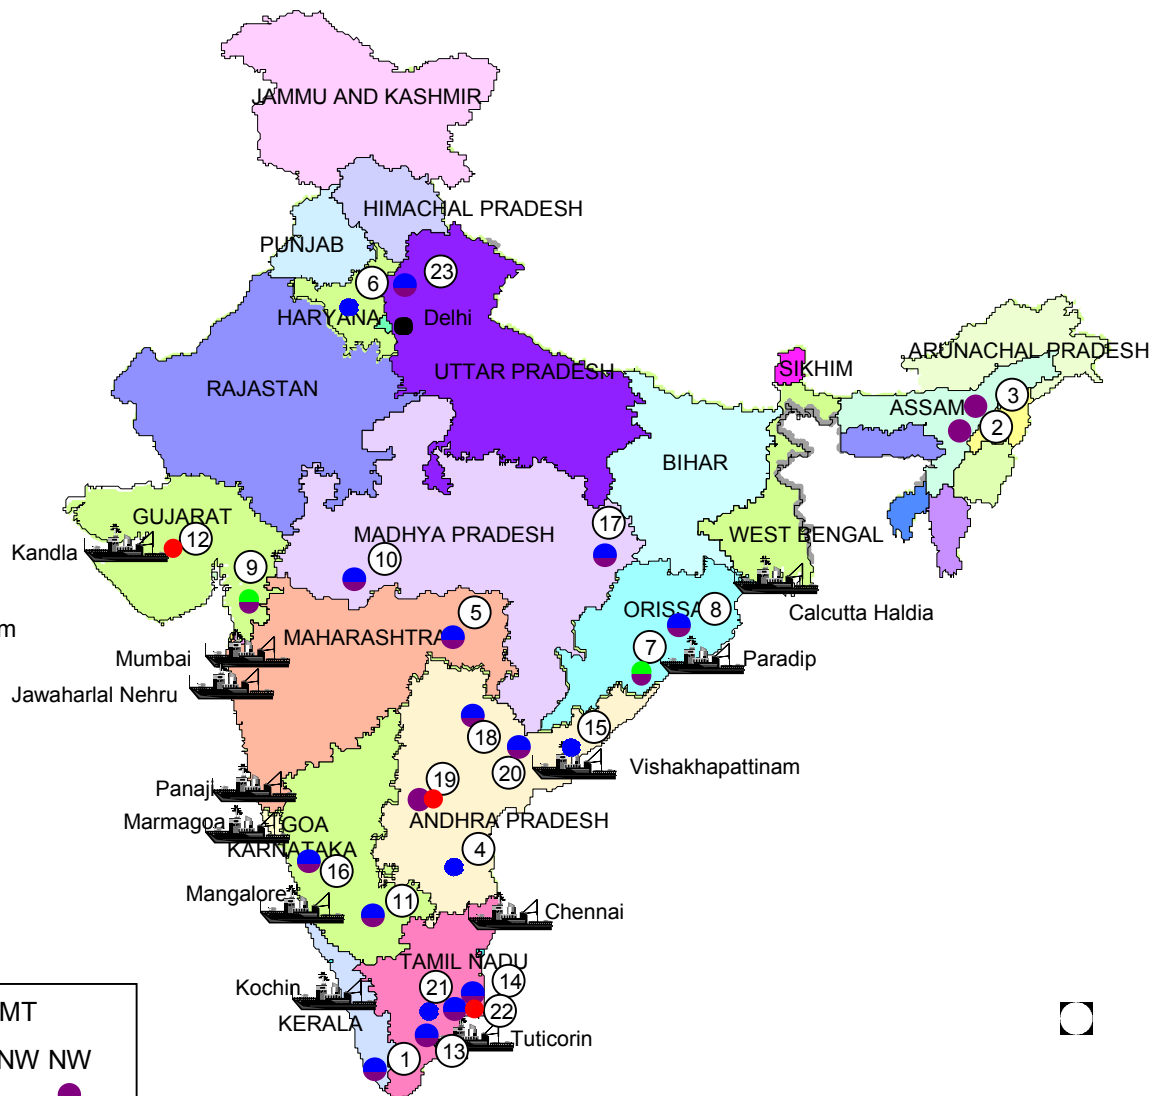 JAMMU AND KASHMIR
HIMACHAL PRADESH
PUNJAB
23
6
HARYANA
Delhi
ARUNACHAL PRADESH
SIKHIM
UTTAR PRADESH
RAJASTAN
3
ASSAM
2
BIHAR
GUJARAT
17
MADHYA PRADESH
WEST BENGAL
12
Kandla
10
9
5
ORISSA
8
Calcutta Haldia
m
MAHARASHTRA
7
Mumbai
Paradip
Jawaharlal Nehru
15
18
Vishakhapattinam
20
19
Panaji
Marmagoa
GOA
ANDHRA PRADESH
KARNATAKA
4
16
Mangalore
11
Chennai
TAMIL NADU
14
21
Kochin
22
KERALA
Tuticorin
13
1
MT
NW NW